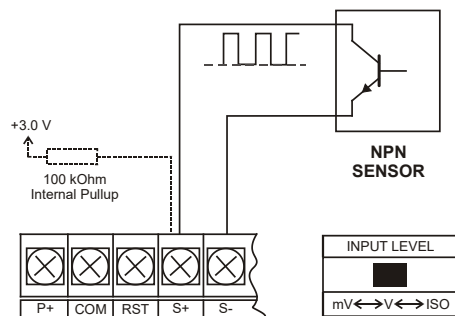 +3.0 V
100 kOhm
Internal Pullup
NPN
SENSOR
P+ COM RST S+ S-
INPUT LEVEL
mV↔V↔ISO